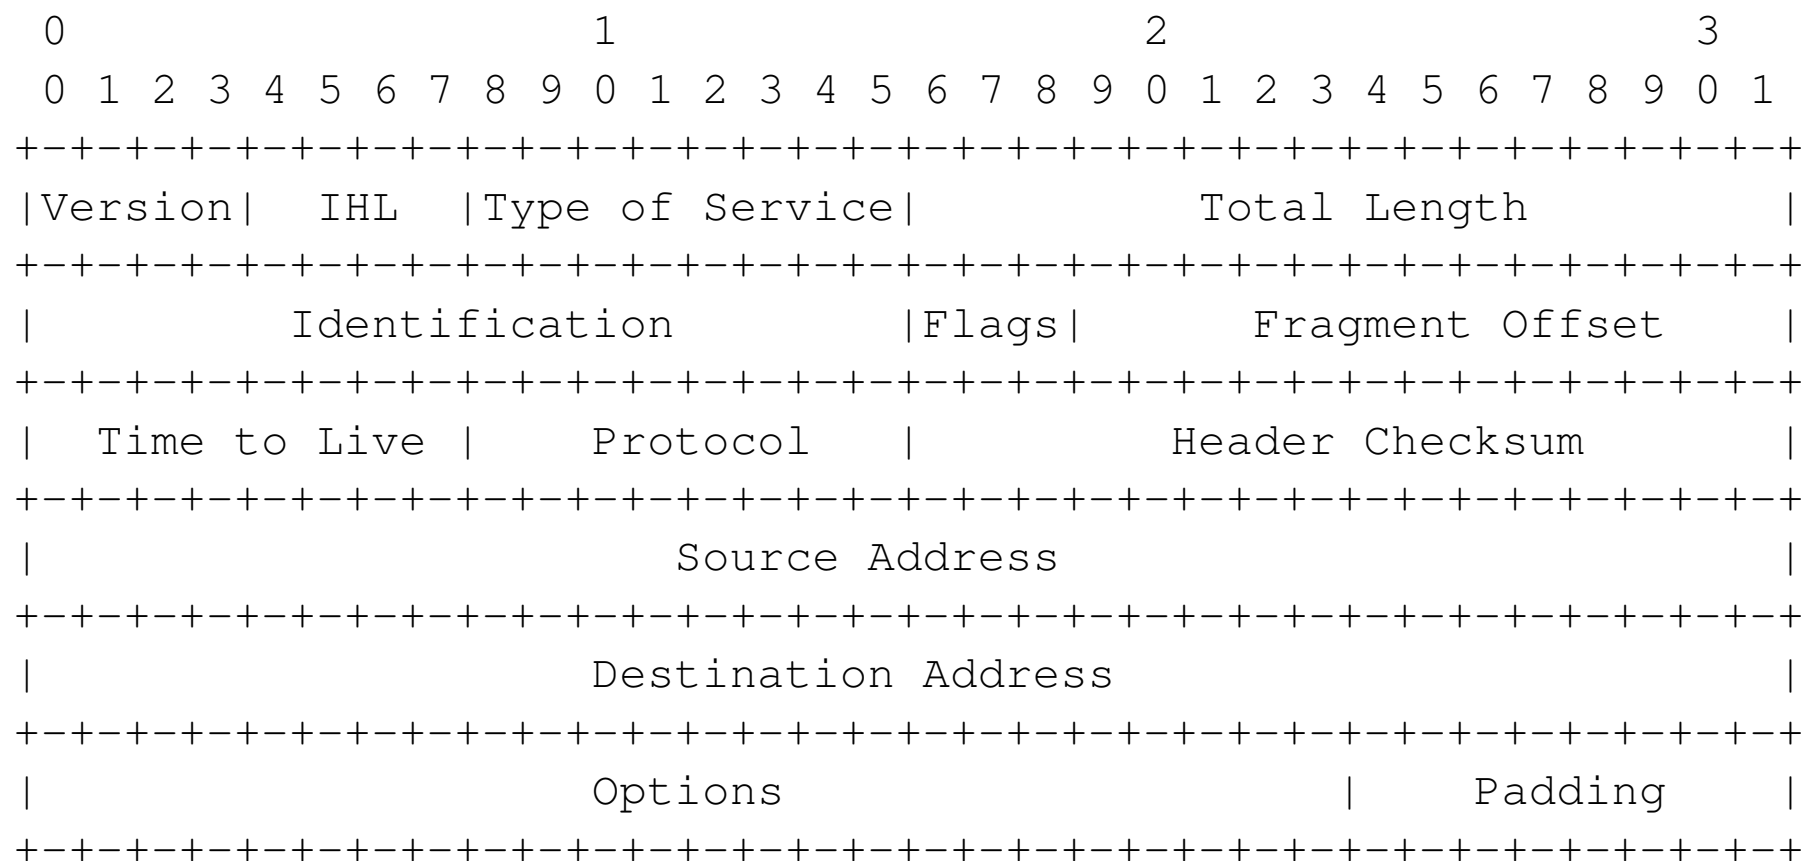 0                   1                   2                   3
 0 1 2 3 4 5 6 7 8 9 0 1 2 3 4 5 6 7 8 9 0 1 2 3 4 5 6 7 8 9 0 1
+-+-+-+-+-+-+-+-+-+-+-+-+-+-+-+-+-+-+-+-+-+-+-+-+-+-+-+-+-+-+-+-+
|Version|  IHL  |Type of Service|          Total Length         |
+-+-+-+-+-+-+-+-+-+-+-+-+-+-+-+-+-+-+-+-+-+-+-+-+-+-+-+-+-+-+-+-+
|         Identification        |Flags|      Fragment Offset    |
+-+-+-+-+-+-+-+-+-+-+-+-+-+-+-+-+-+-+-+-+-+-+-+-+-+-+-+-+-+-+-+-+
|  Time to Live |    Protocol   |         Header Checksum       |
+-+-+-+-+-+-+-+-+-+-+-+-+-+-+-+-+-+-+-+-+-+-+-+-+-+-+-+-+-+-+-+-+
|                       Source Address                          |
+-+-+-+-+-+-+-+-+-+-+-+-+-+-+-+-+-+-+-+-+-+-+-+-+-+-+-+-+-+-+-+-+
|                    Destination Address                        |
+-+-+-+-+-+-+-+-+-+-+-+-+-+-+-+-+-+-+-+-+-+-+-+-+-+-+-+-+-+-+-+-+
|                    Options                    |    Padding    |
+-+-+-+-+-+-+-+-+-+-+-+-+-+-+-+-+-+-+-+-+-+-+-+-+-+-+-+-+-+-+-+-+